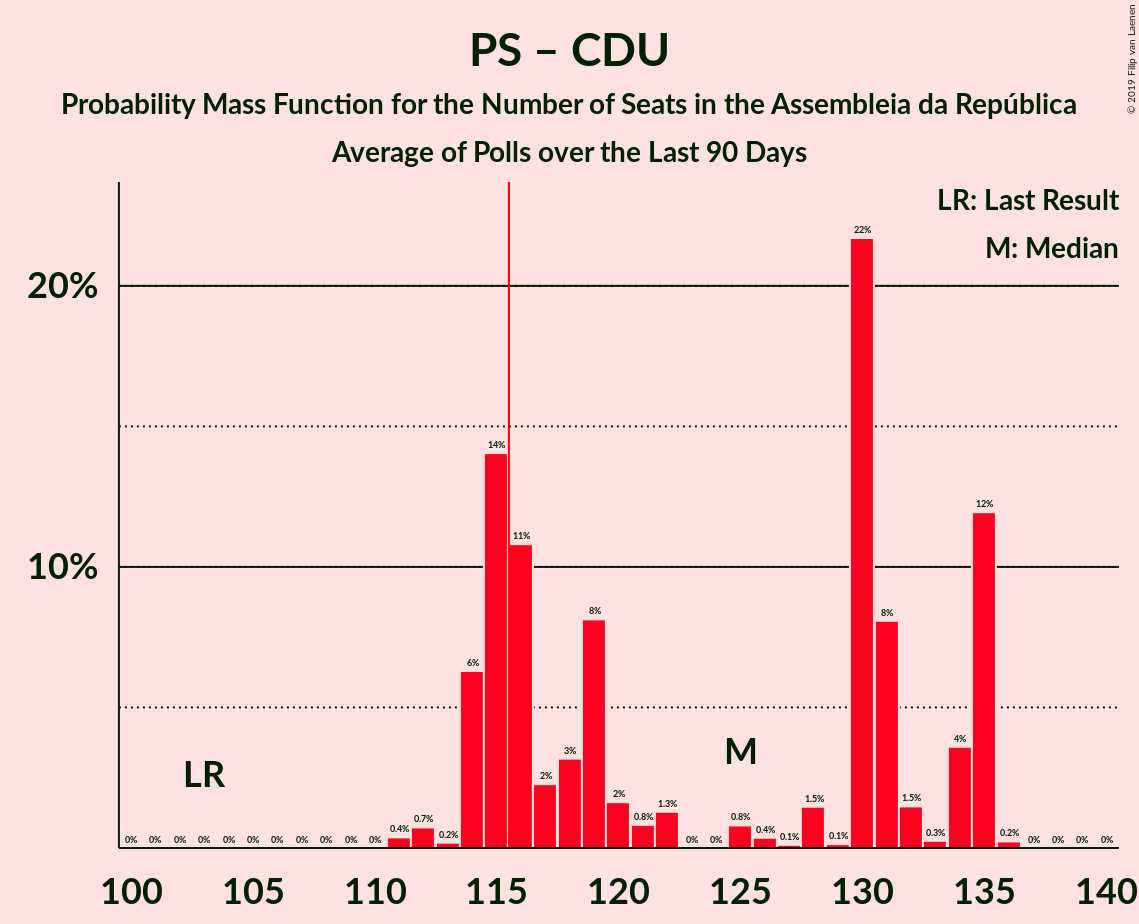 PS – CDU
Probability Mass Function for the Number of Seats in the Assembleia da República
Average of Polls over the Last 90 Days
© 2019 Filip van Laenen
LR: Last Result
M: Median
20%
10%
LR
M
0% 0% 0% 0% 0% 0% 0% 0% 0% 0% 0% 0.4% 0.7% 0.2% 6% 14% 11% 2% 3% 8% 2% 0.8% 1.3% 0% 0% 0.8% 0.4% 0.1% 1.5% 0.1% 22% 8% 1.5% 0.3% 4% 12% 0.2% 0% 0% 0% 0%
100 105 110 115 120 125 130 135 140